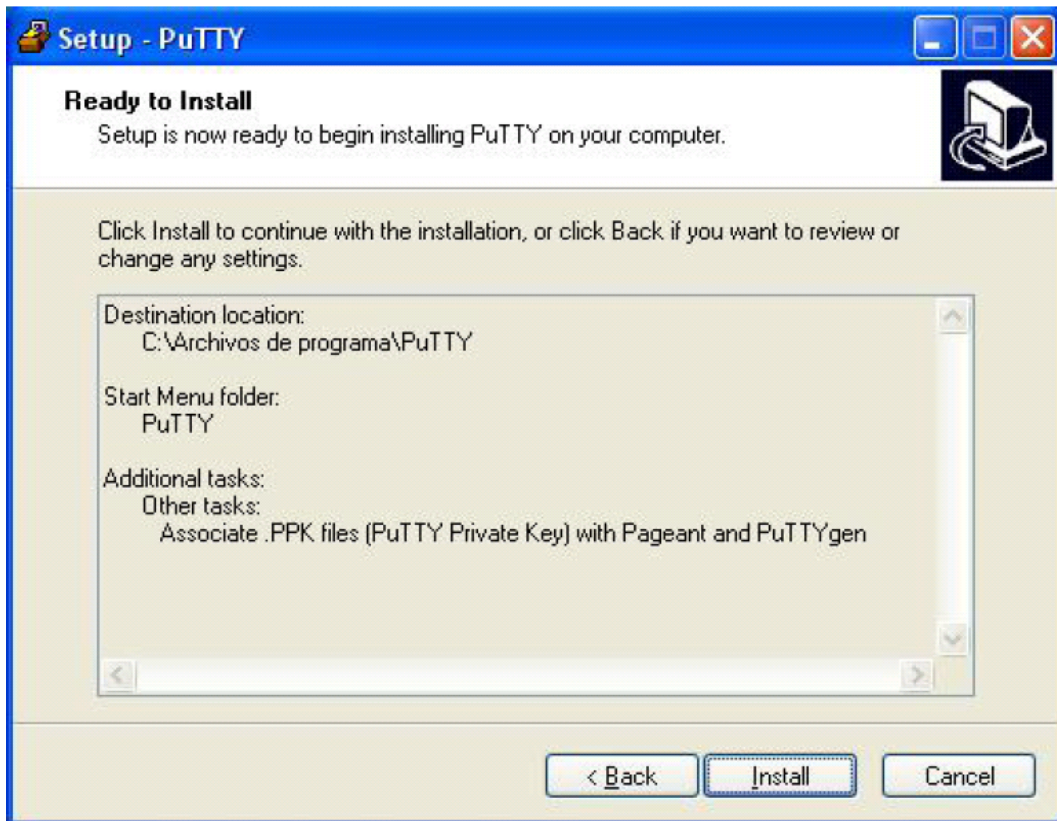 Setup - PuTTY
Ready to Install
Setup is now ready to begin installing PuTTY on your computer.
Click Install to continue with the installation, or click Back if you want to review or
change any settings.
Destination location:
C:\Archivos de programa\PuTTY
Start Menu folder:
PuTTY
Additional tasks:
Other tasks:
Associate .PPK files (PuTTY Private Key) with Pageant and PuTTYgen
< Back
Install
Cancel